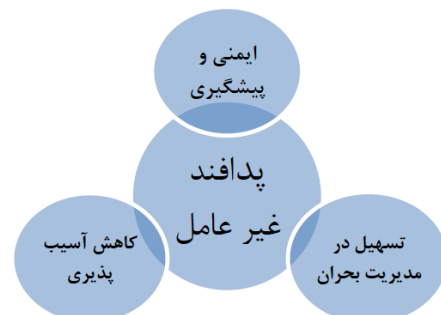 ایمنی و
پیشگیری
پدافند
غیر عامل
کاهش آسیب
پذیری
تسهیل در
مدیریت بحران